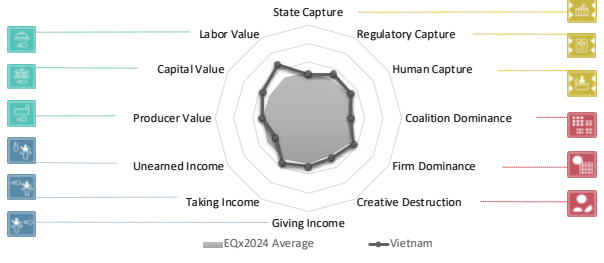 State Capture
Labor Value
Regulatory Capture
Capital Value
Human Capture
Producer Value
Coalition Dominance
Unearned Income
Firm Dominance
Taking Income
Creative Destruction
Giving Income
EQx2024 Average
Vietnam